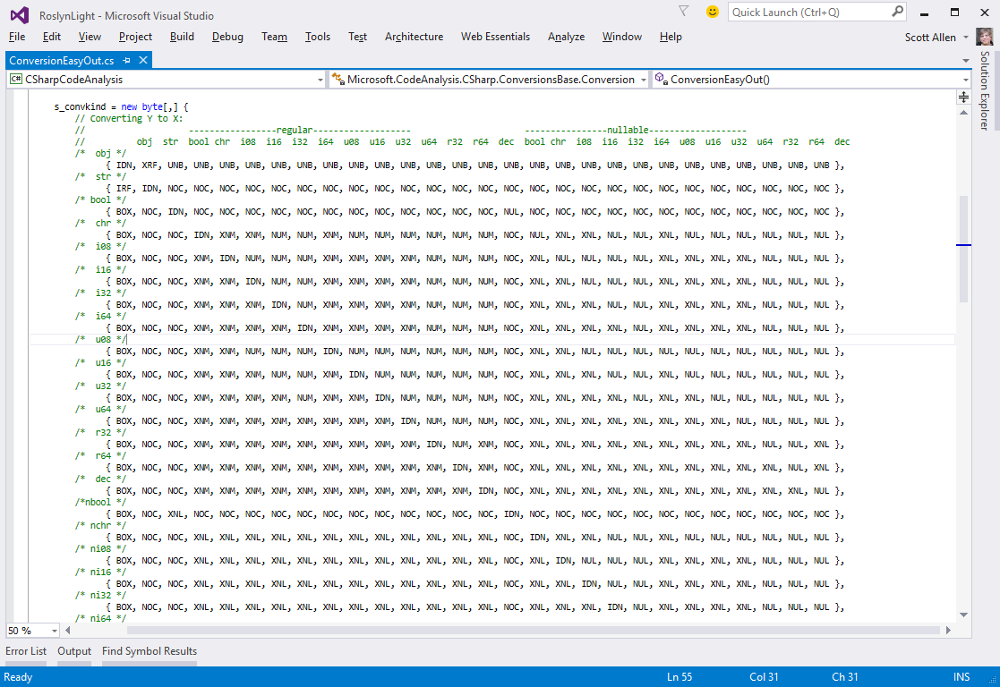 RoslynLight - Microsoft Visual Studio
Quick Launch (Ctrl+Q)
File Edit View Project Build Debug Team Tools Test Architecture Web Essentials Analyze Window Help
Scott Allen
ConversionEasyOut.cs
Solution Explorer
C# CSharpCodeAnalysis
Microsoft.CodeAnalysis.CSharp.ConversionsBase.Conversion
ConversionEasyOut()
s_convkind = new byte[,] {
// Converting Y to X:
// -----------------regular------------------- ----------------nullable-------------------
// obj str bool chr i08 i16 i32 i64 u08 u16 u32 u64 r32 r64 dec bool chr i08 i16 i32 i64 u08 u16 u32 u64 r32 r64 dec
/* obj */
{ IDN, XRF, UNB, UNB, UNB, UNB, UNB, UNB, UNB, UNB, UNB, UNB, UNB, UNB, UNB, UNB, UNB, UNB, UNB, UNB, UNB, UNB, UNB, UNB, UNB, UNB, UNB, UNB },
/* str */
{ IRF, IDN, NOC, NOC, NOC, NOC, NOC, NOC, NOC, NOC, NOC, NOC, NOC, NOC, NOC, NOC, NOC, NOC, NOC, NOC, NOC, NOC, NOC, NOC, NOC, NOC, NOC, NOC },
/* bool */
{ BOX, NOC, IDN, NOC, NOC, NOC, NOC, NOC, NOC, NOC, NOC, NOC, NOC, NOC, NOC, NUL, NOC, NOC, NOC, NOC, NOC, NOC, NOC, NOC, NOC, NOC, NOC, NOC },
/* chr */
{ BOX, NOC, NOC, IDN, XNM, XNM, NUM, NUM, XNM, NUM, NUM, NUM, NUM, NUM, NUM, NOC, NUL, XNL, XNL, NUL, NUL, XNL, NUL, NUL, NUL, NUL, NUL, NUL },
/* i08 */
{ BOX, NOC, NOC, XNM, IDN, NUM, NUM, NUM, XNM, XNM, XNM, XNM, NUM, NUM, NUM, NOC, XNL, NUL, NUL, NUL, NUL, XNL, XNL, XNL, XNL, NUL, NUL, NUL },
/* i16 */
{ BOX, NOC, NOC, XNM, XNM, IDN, NUM, NUM, XNM, XNM, XNM, XNM, NUM, NUM, NUM, NOC, XNL, XNL, NUL, NUL, NUL, XNL, XNL, XNL, XNL, NUL, NUL, NUL },
/* i32 */
{ BOX, NOC, NOC, XNM, XNM, XNM, IDN, NUM, XNM, XNM, XNM, XNM, NUM, NUM, NUM, NOC, XNL, XNL, XNL, NUL, NUL, XNL, XNL, XNL, XNL, NUL, NUL, NUL },
/* i64 */
{ BOX, NOC, NOC, XNM, XNM, XNM, XNM, IDN, XNM, XNM, XNM, XNM, NUM, NUM, NUM, NOC, XNL, XNL, XNL, XNL, NUL, XNL, XNL, XNL, XNL, NUL, NUL, NUL },
/* u08 */
{ BOX, NOC, NOC, XNM, XNM, NUM, NUM, NUM, IDN, NUM, NUM, NUM, NUM, NUM, NUM, NOC, XNL, XNL, NUL, NUL, NUL, NUL, NUL, NUL, NUL, NUL, NUL, NUL },
/* u16 */
{ BOX, NOC, NOC, XNM, XNM, XNM, NUM, NUM, XNM, IDN, NUM, NUM, NUM, NUM, NUM, NOC, XNL, XNL, XNL, NUL, NUL, XNL, NUL, NUL, NUL, NUL, NUL, NUL },
/* u32 */
{ BOX, NOC, NOC, XNM, XNM, XNM, XNM, NUM, XNM, XNM, IDN, NUM, NUM, NUM, NUM, NOC, XNL, XNL, XNL, XNL, NUL, XNL, XNL, NUL, NUL, NUL, NUL, NUL },
/* u64 */
{ BOX, NOC, NOC, XNM, XNM, XNM, XNM, XNM, XNM, XNM, XNM, IDN, NUM, NUM, NUM, NOC, XNL, XNL, XNL, XNL, XNL, XNL, XNL, XNL, NUL, NUL, NUL, NUL },
/* r32 */
{ BOX, NOC, NOC, XNM, XNM, XNM, XNM, XNM, XNM, XNM, XNM, XNM, IDN, NUM, XNM, NOC, XNL, XNL, XNL, XNL, XNL, XNL, XNL, XNL, XNL, NUL, NUL, XNL },
/* r64 */
{ BOX, NOC, NOC, XNM, XNM, XNM, XNM, XNM, XNM, XNM, XNM, XNM, XNM, IDN, XNM, NOC, XNL, XNL, XNL, XNL, XNL, XNL, XNL, XNL, XNL, XNL, NUL, XNL },
/* dec */
{ BOX, NOC, NOC, XNM, XNM, XNM, XNM, XNM, XNM, XNM, XNM, XNM, XNM, XNM, IDN, NOC, XNL, XNL, XNL, XNL, XNL, XNL, XNL, XNL, XNL, XNL, XNL, NUL },
/*nbool */
{ BOX, NOC, XNL, NOC, NOC, NOC, NOC, NOC, NOC, NOC, NOC, NOC, NOC, NOC, NOC, IDN, NOC, NOC, NOC, NOC, NOC, NOC, NOC, NOC, NOC, NOC, NOC, NOC },
/* nchr */
{ BOX, NOC, NOC, XNL, XNL, XNL, XNL, XNL, XNL, XNL, XNL, XNL, XNL, XNL, XNL, NOC, IDN, XNL, XNL, NUL, NUL, XNL, NUL, NUL, NUL, NUL, NUL, NUL },
/* ni08 */
{ BOX, NOC, NOC, XNL, XNL, XNL, XNL, XNL, XNL, XNL, XNL, XNL, XNL, XNL, XNL, NOC, XNL, IDN, NUL, NUL, NUL, XNL, XNL, XNL, XNL, NUL, NUL, NUL },
/* ni16 */
{ BOX, NOC, NOC, XNL, XNL, XNL, XNL, XNL, XNL, XNL, XNL, XNL, XNL, XNL, XNL, NOC, XNL, XNL, IDN, NUL, NUL, XNL, XNL, XNL, XNL, NUL, NUL, NUL },
/* ni32 */
{ BOX, NOC, NOC, XNL, XNL, XNL, XNL, XNL, XNL, XNL, XNL, XNL, XNL, XNL, XNL, NOC, XNL, XNL, XNL, IDN, NUL, XNL, XNL, XNL, XNL, NUL, NUL, NUL },
/* ni64 */
50 %
Error List Output Find Symbol Results
Ready Ln 55 Col 31 Ch 31 INS